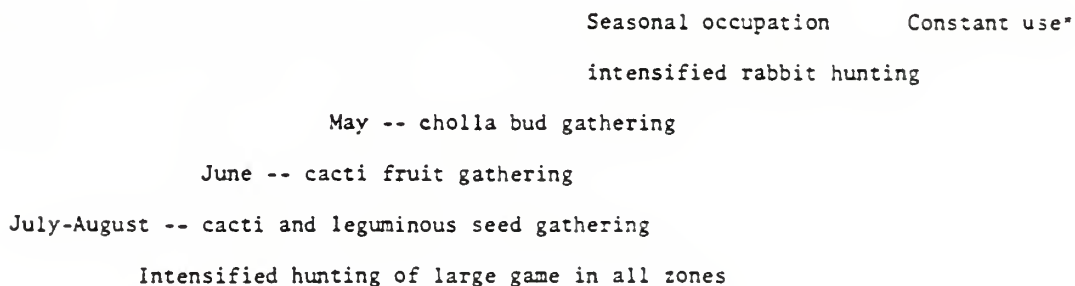 Seasonal occupation Constant use*
intensified rabbit hunting
May -- cholla bud gathering
June -- cacti fruit gathering
July-August -- cacti and leguminous seed gathering
Intensified hunting of large game in all zones